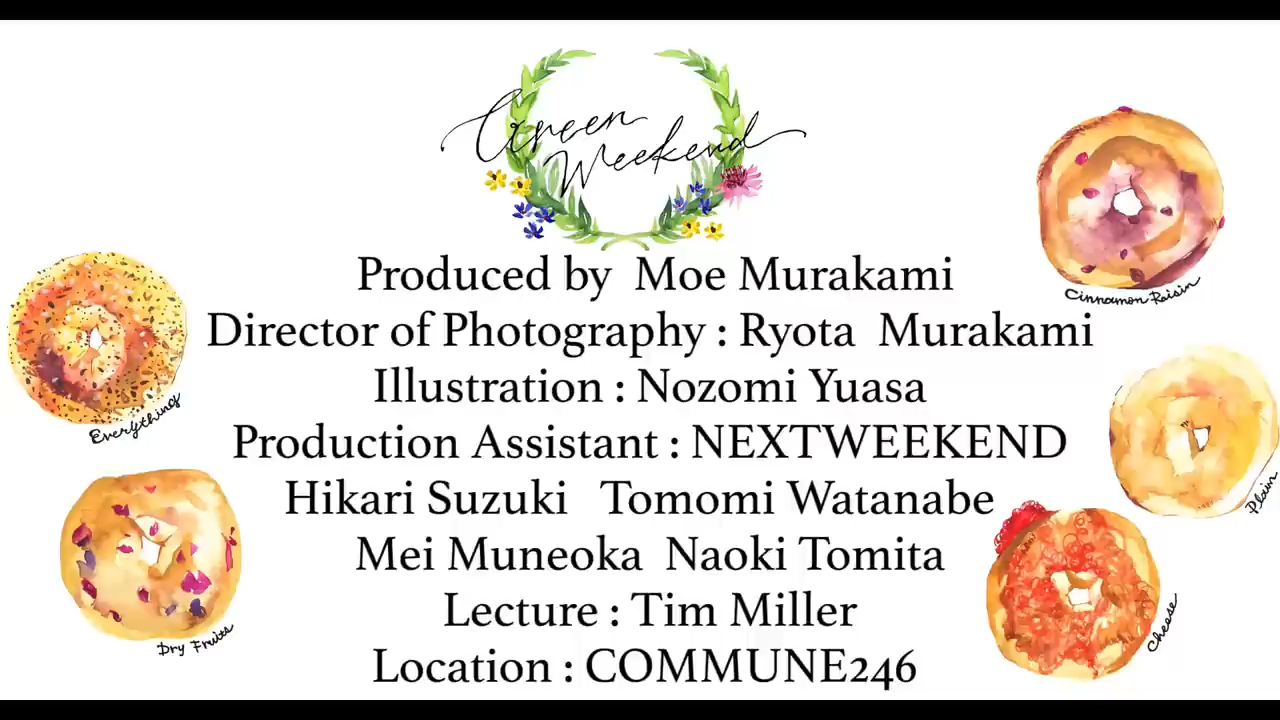 Green
Weekend
Produced by Moe Murakami
Director of Photography : Ryota Murakami
Illustration : Nozomi Yuasa
Production Assistant : NEXTWEEKEND
Hikari Suzuki Tomomi Watanabe
Mei Muneoka Naoki Tomita
Lecture : Tim Miller
Location : COMMUNE246
Everything
Dry Fruits
Cinnamon Raisin
Plain
Cheese